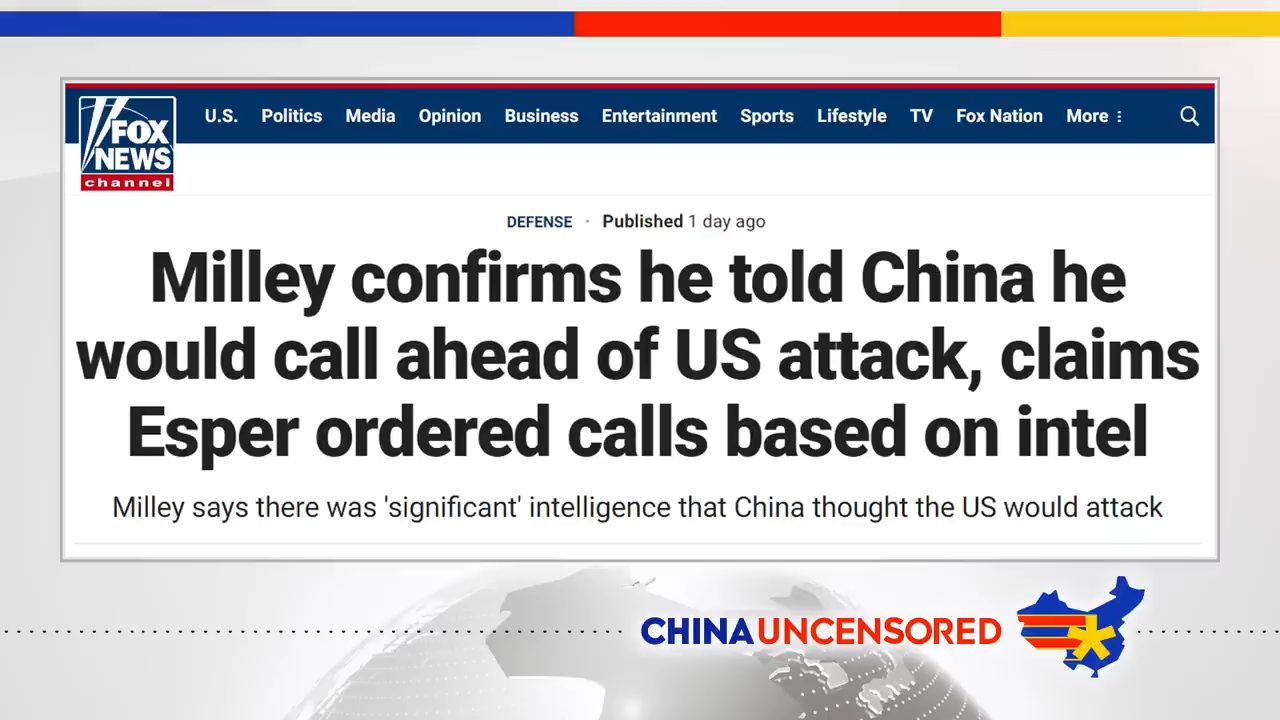 U.S. Politics Media Opinion Business Entertainment Sports Lifestyle TV Fox Nation More
FOX
NEWS
channel
DEFENSE · Published 1 day ago
Milley confirms he told China he
would call ahead of US attack, claims
Esper ordered calls based on intel
Milley says there was 'significant' intelligence that China thought the US would attack
CHINA UNCENSORED